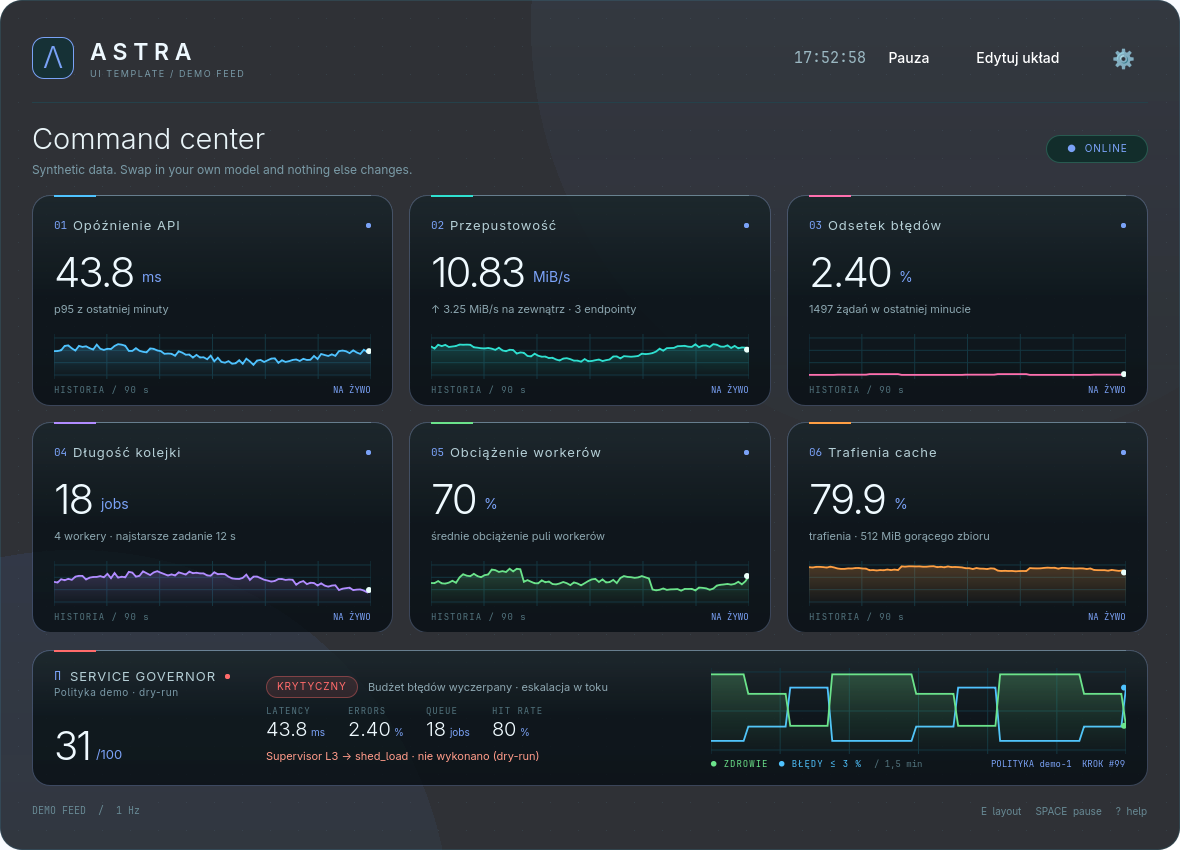 ASTRA
UI TEMPLATE / DEMO FEED
17:52:58 Pauza Edytuj układ
Command center
Synthetic data. Swap in your own model and nothing else changes.
ONLINE
01 Opóźnienie API
43.8 ms
p95 z ostatniej minuty
HISTORIA / 90 s NA ŻYWO
02 Przepustowość
10.83 MiB/s
↑ 3.25 MiB/s na zewnątrz · 3 endpointy
HISTORIA / 90 s NA ŻYWO
03 Odsetek błędów
2.40 %
1497 żądań w ostatniej minucie
HISTORIA / 90 s NA ŻYWO
04 Długość kolejki
18 jobs
4 workery · najstarsze zadanie 12 s
HISTORIA / 90 s NA ŻYWO
05 Obciążenie workerów
70 %
średnie obciążenie puli workerów
HISTORIA / 90 s NA ŻYWO
06 Trafienia cache
79.9 %
trafienia · 512 MiB gorącego zbioru
HISTORIA / 90 s NA ŻYWO
SERVICE GOVERNOR
Polityka demo · dry-run
31 /100
KRYTYCZNY Budżet błędów wyczerpany · eskalacja w toku
LATENCY ERRORS QUEUE HIT RATE
43.8 ms 2.40 % 18 jobs 80 %
Supervisor L3 → shed_load · nie wykonano (dry-run)
ZDROWIE BŁĘDY ≤ 3 % / 1,5 min POLITYKA demo-1 KROK #99
DEMO FEED / 1 Hz
E layout SPACE pause ? help